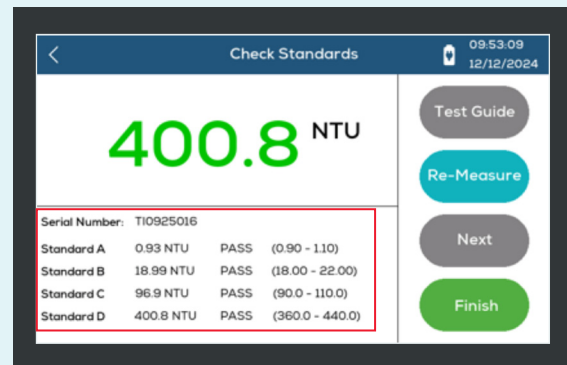 Check Standards
09:53:09
12/12/2024
400.8 NTU
Test Guide
Re-Measure
Next
Finish
Serial Number: TI0925016
Standard A 0.93 NTU PASS (0.90 - 1.10)
Standard B 18.99 NTU PASS (18.00 - 22.00)
Standard C 96.9 NTU PASS (90.0 - 110.0)
Standard D 400.8 NTU PASS (360.0 - 440.0)